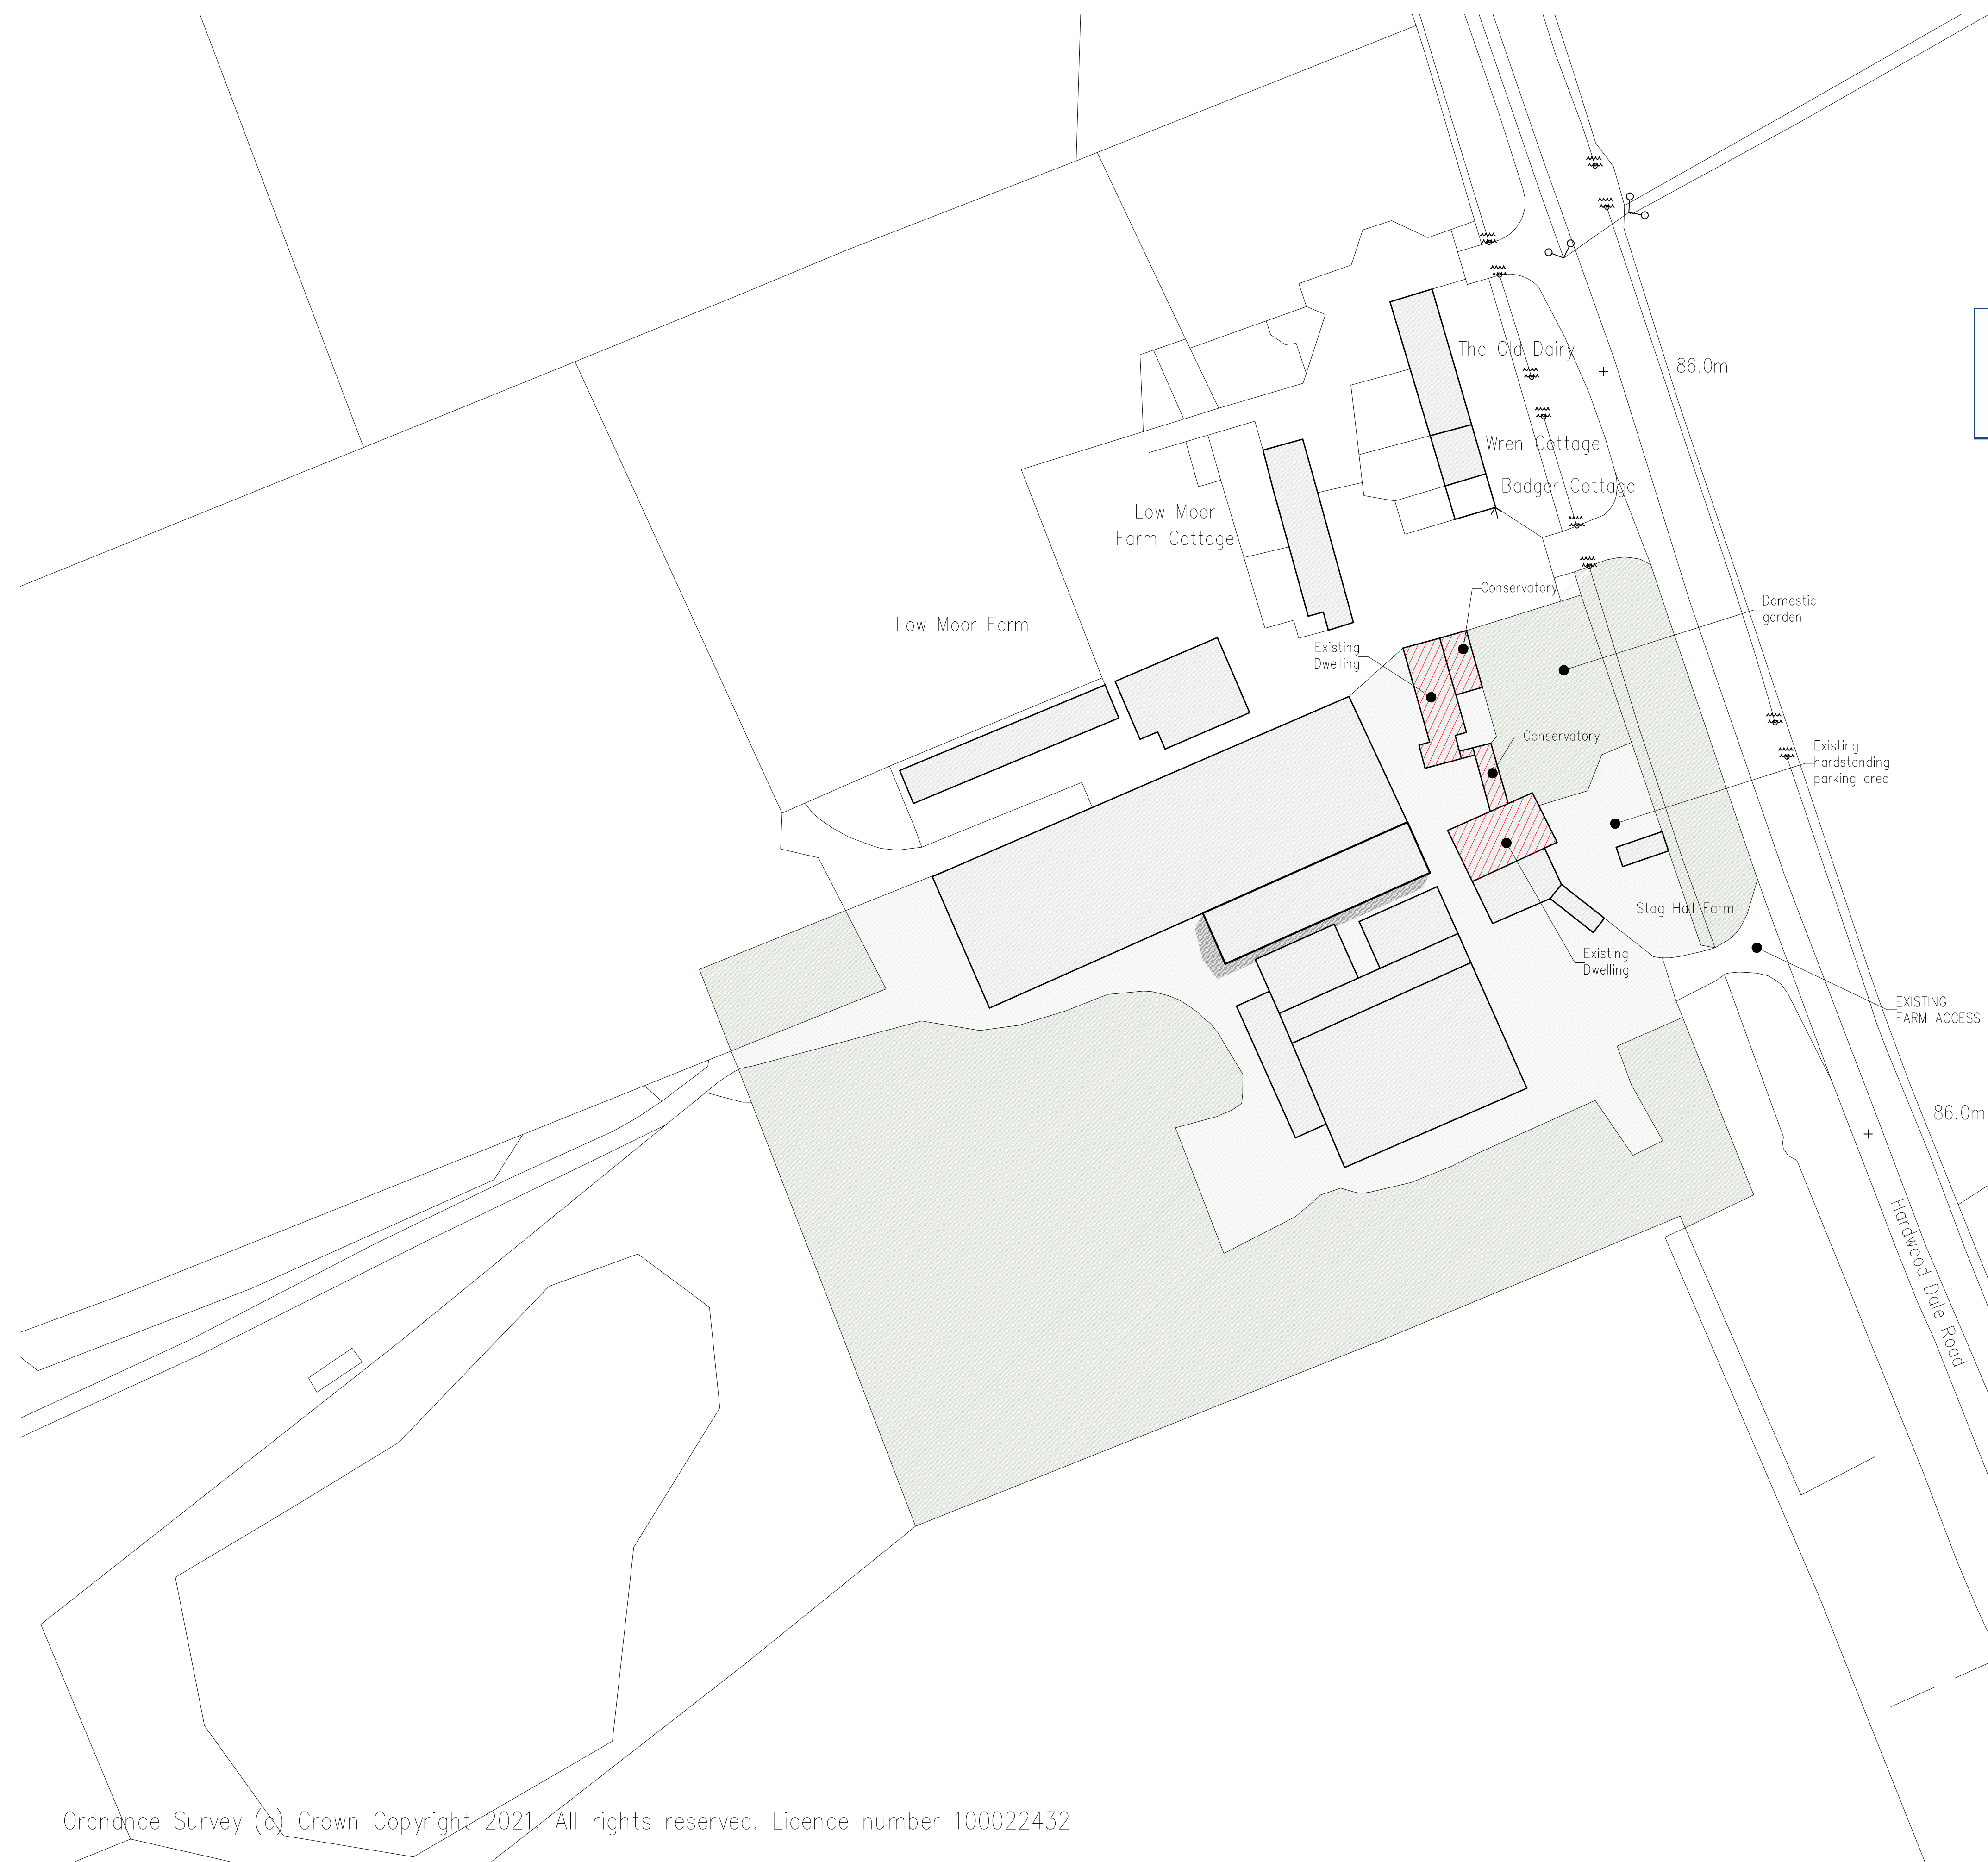 The Old Dairy
86.0m
Wren Cottage
Badger Cottage
Low Moor
Farm Cottage
Conservatory
Domestic
garden
Low Moor Farm
Existing
Dwelling
Conservatory
Existing
hardstanding
parking area
Stag Hall Farm
Existing
Dwelling
EXISTING
FARM ACCESS
86.0m
Hardwood Dale Road
Ordnance Survey (c) Crown Copyright 2021. All rights reserved. Licence number 100022432